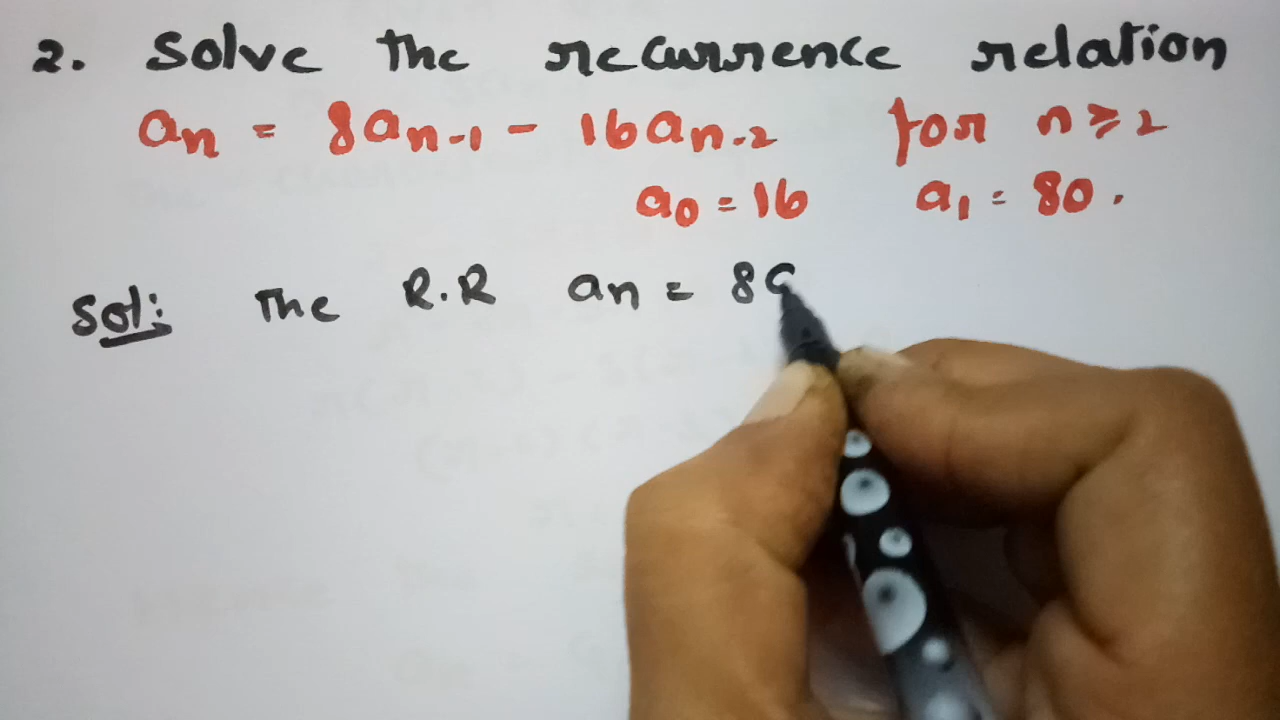 2. Solve the recurrence relation
an = 8an-1 - 16an-2 for n ≥ 2
a0 = 16 a1 = 80.
Sol: The R.R an = 8